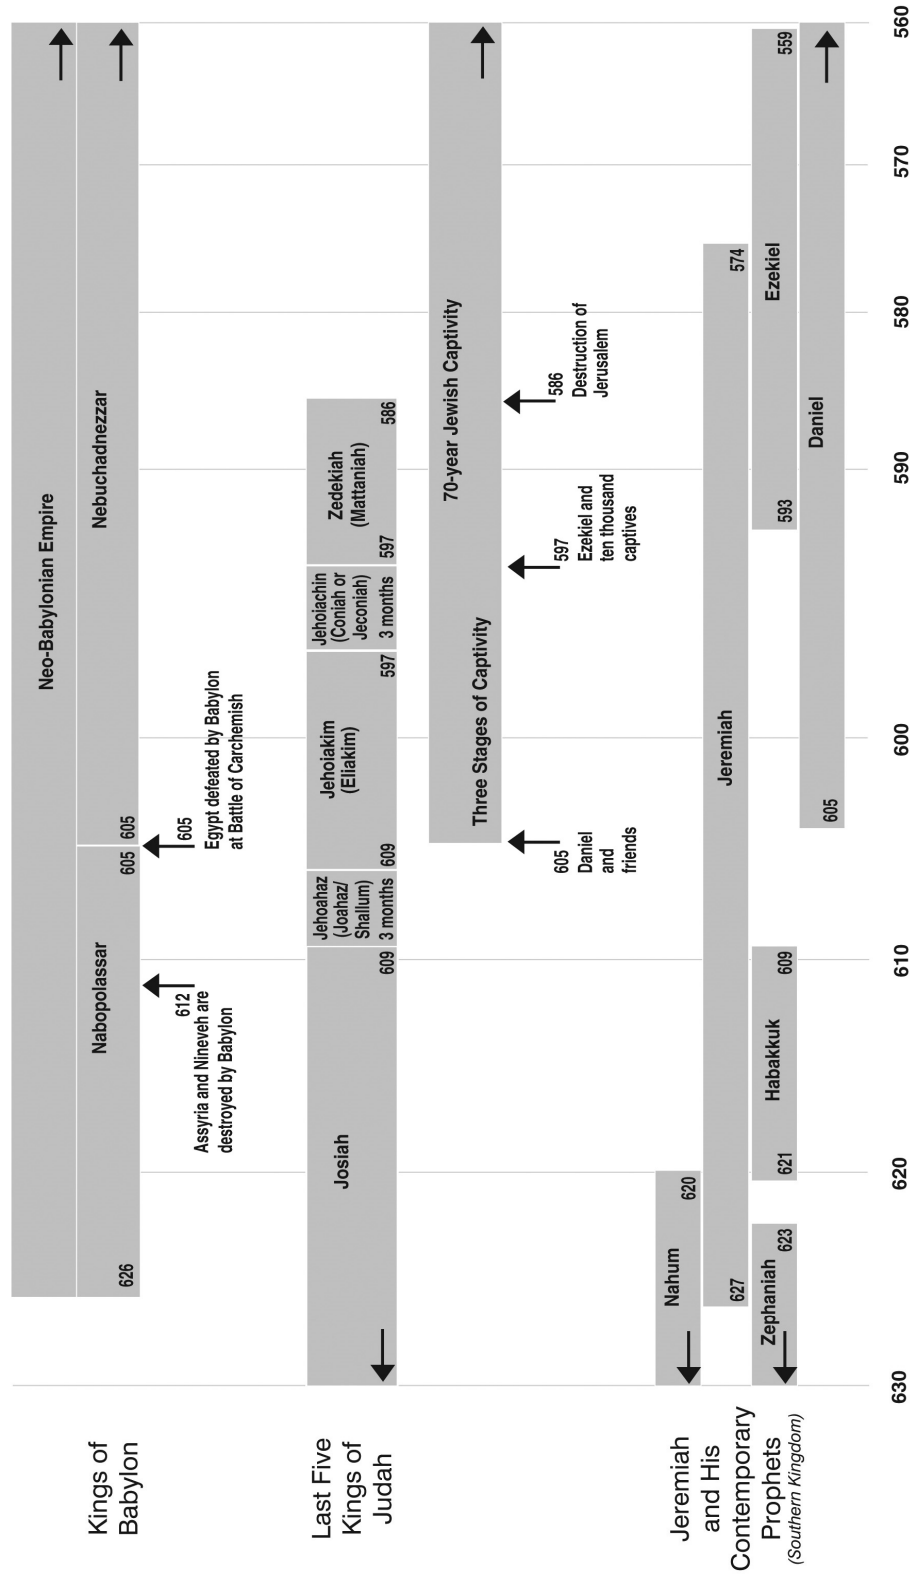 Kings of
Babylon
Neo-Babylonian Empire
626
Nabopolassar
605
605
Nebuchadnezzar
612
Assyria and Nineveh are
destroyed by Babylon
605
Egypt defeated by Babylon
at Battle of Carchemish
Last Five
Kings of
Judah
Josiah
609
Jehoahaz
(Joahaz/
Shallum)
3 months
609
Jehoiakim
(Eliakim)
597
Jehoiachin
(Coniah or
Jeconiah)
3 months
597
Zedekiah
(Mattaniah)
586
70-year Jewish Captivity
Three Stages of Captivity
605
Daniel
and
friends
597
Ezekiel and
ten thousand
captives
586
Destruction of
Jerusalem
Jeremiah
and His
Contemporary
Prophets
(Southern Kingdom)
Nahum
620
627
Jeremiah
574
Zephaniah
623
621
Habakkuk
609
593
Ezekiel
559
605
Daniel
630
620
610
600
590
580
570
560